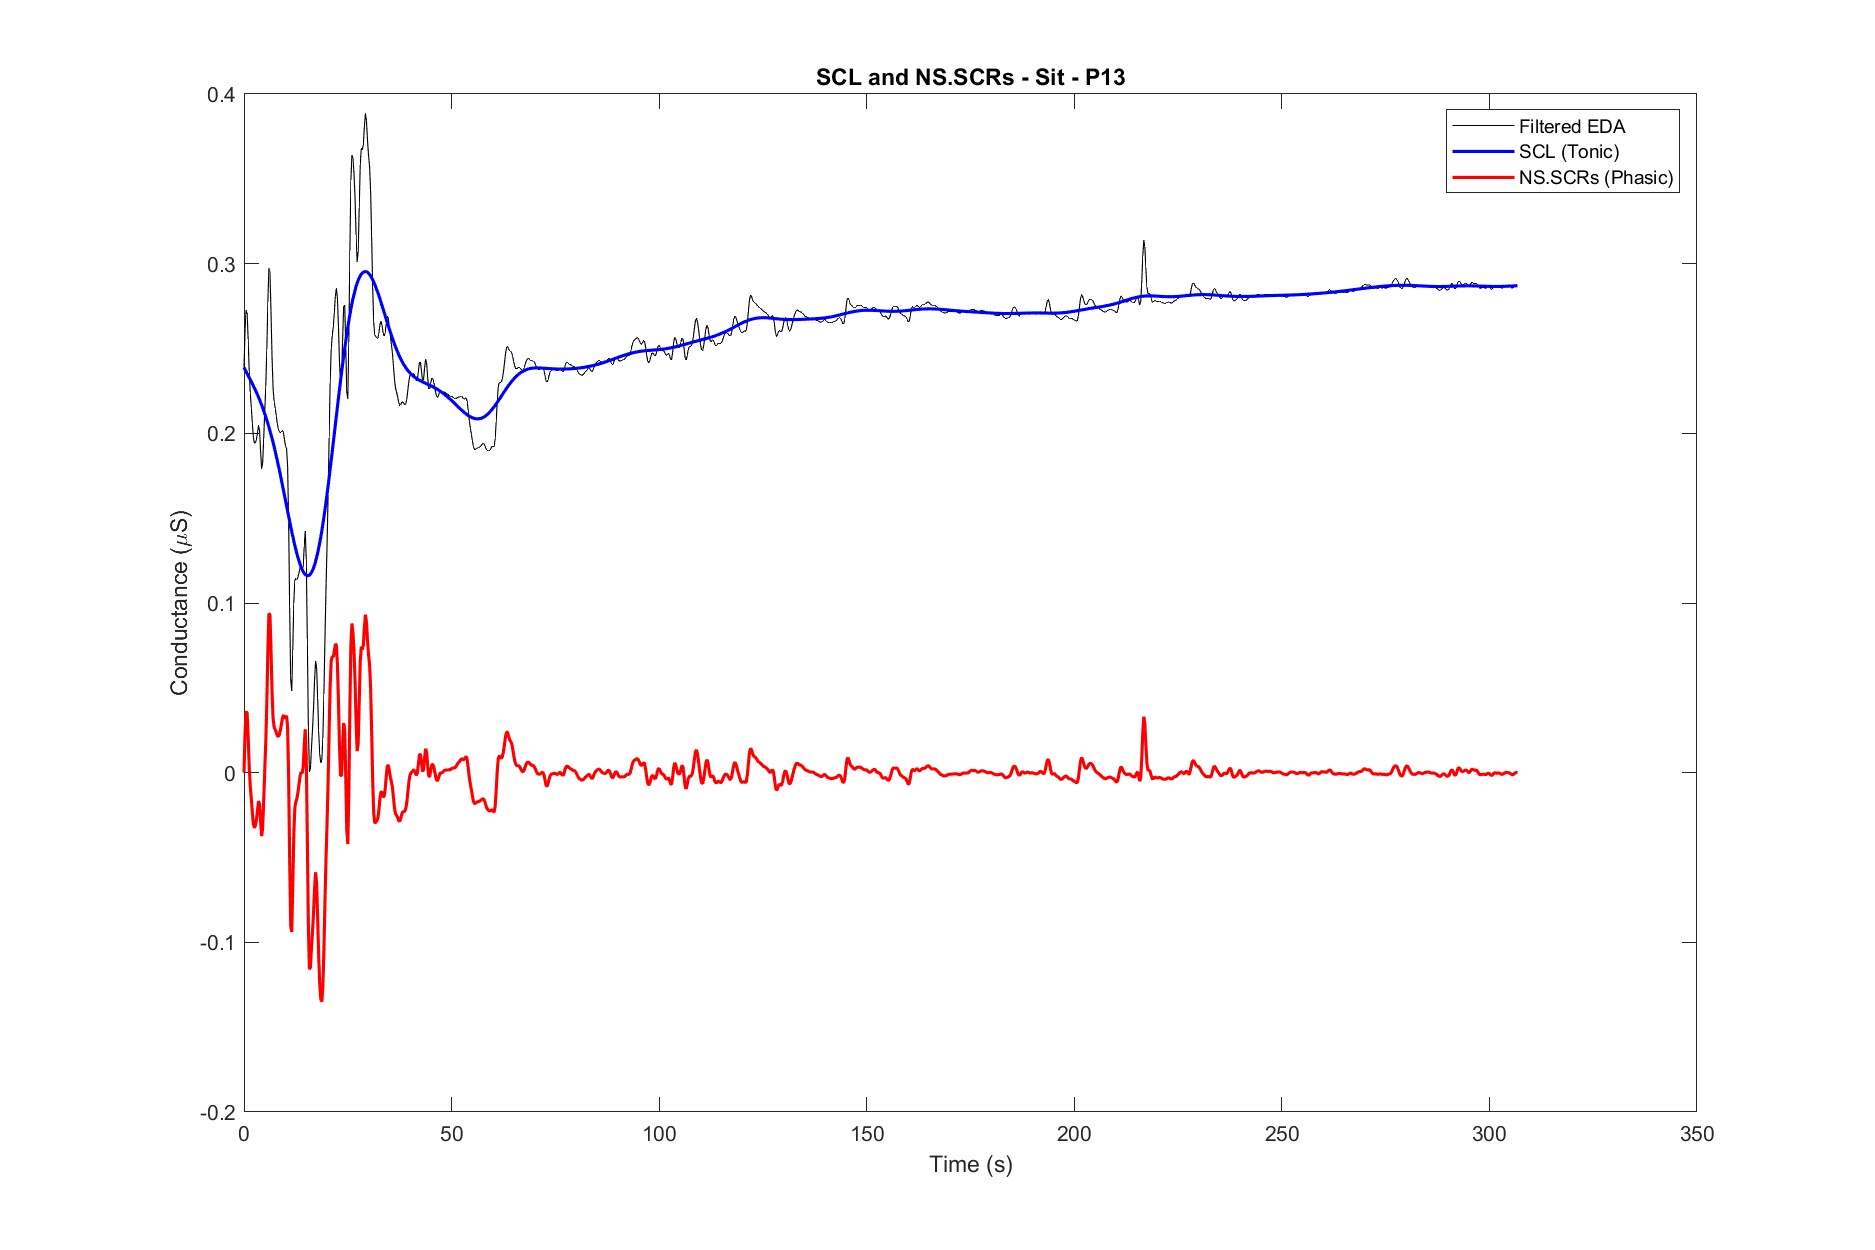 SCL and NS.SCRs - Sit - P13
Filtered EDA
SCL (Tonic)
NS.SCRs (Phasic)
0.4
0.3
0.2
0.1
0
-0.1
-0.2
Conductance (μS)
0 50 100 150 200 250 300 350
Time (s)